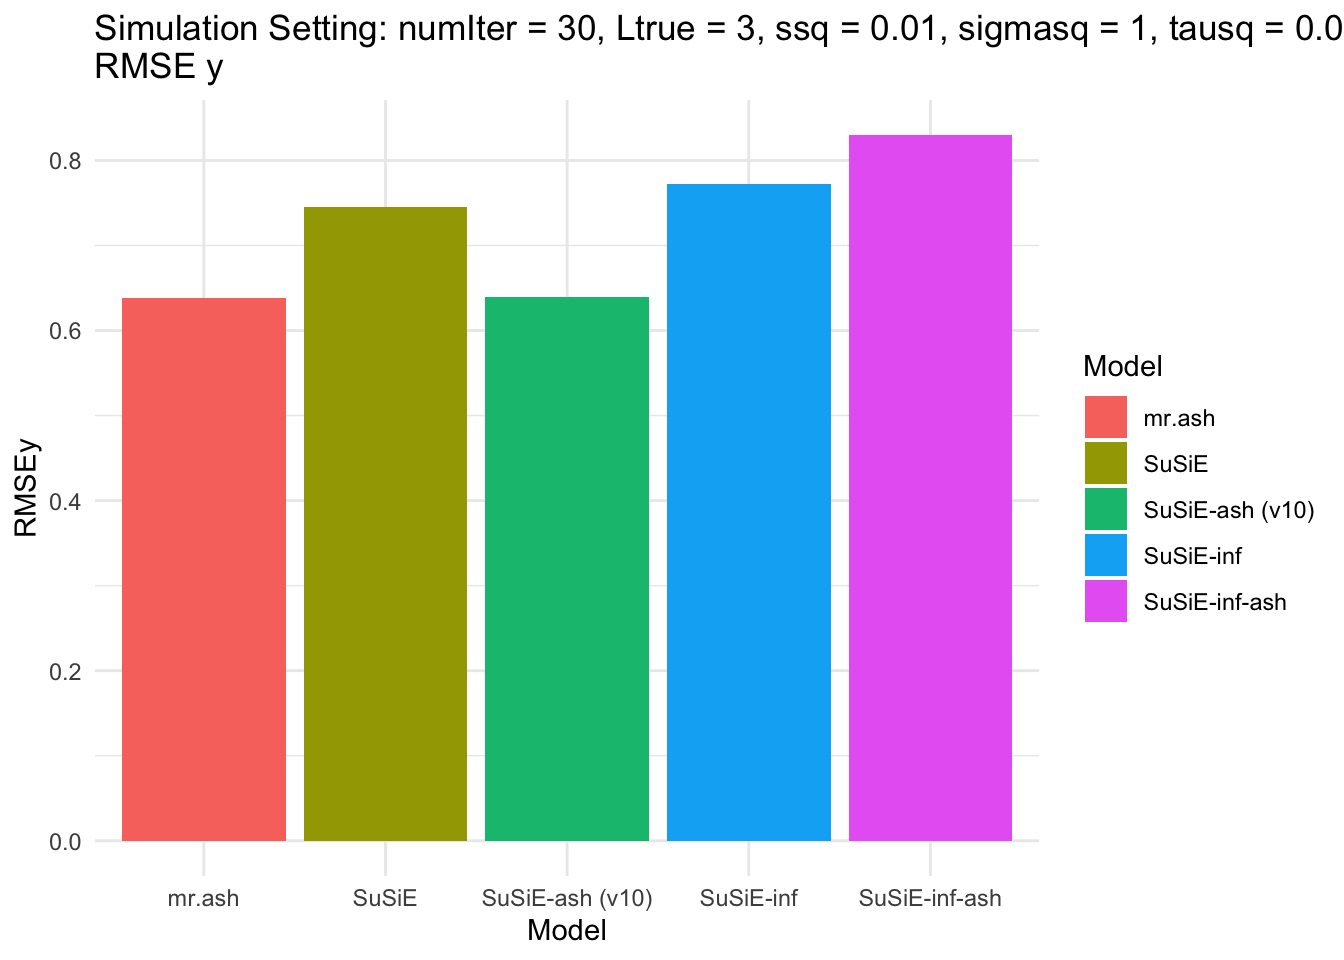 Simulation Setting: numIter = 30, Ltrue = 3, ssq = 0.01, sigmasq = 1, tausq = 0.0
RMSE y
0.8
0.6
0.4
0.2
0.0
RMSEy
mr.ash
SuSiE
SuSiE-ash (v10)
SuSiE-inf
SuSiE-inf-ash
Model
Model
mr.ash
SuSiE
SuSiE-ash (v10)
SuSiE-inf
SuSiE-inf-ash